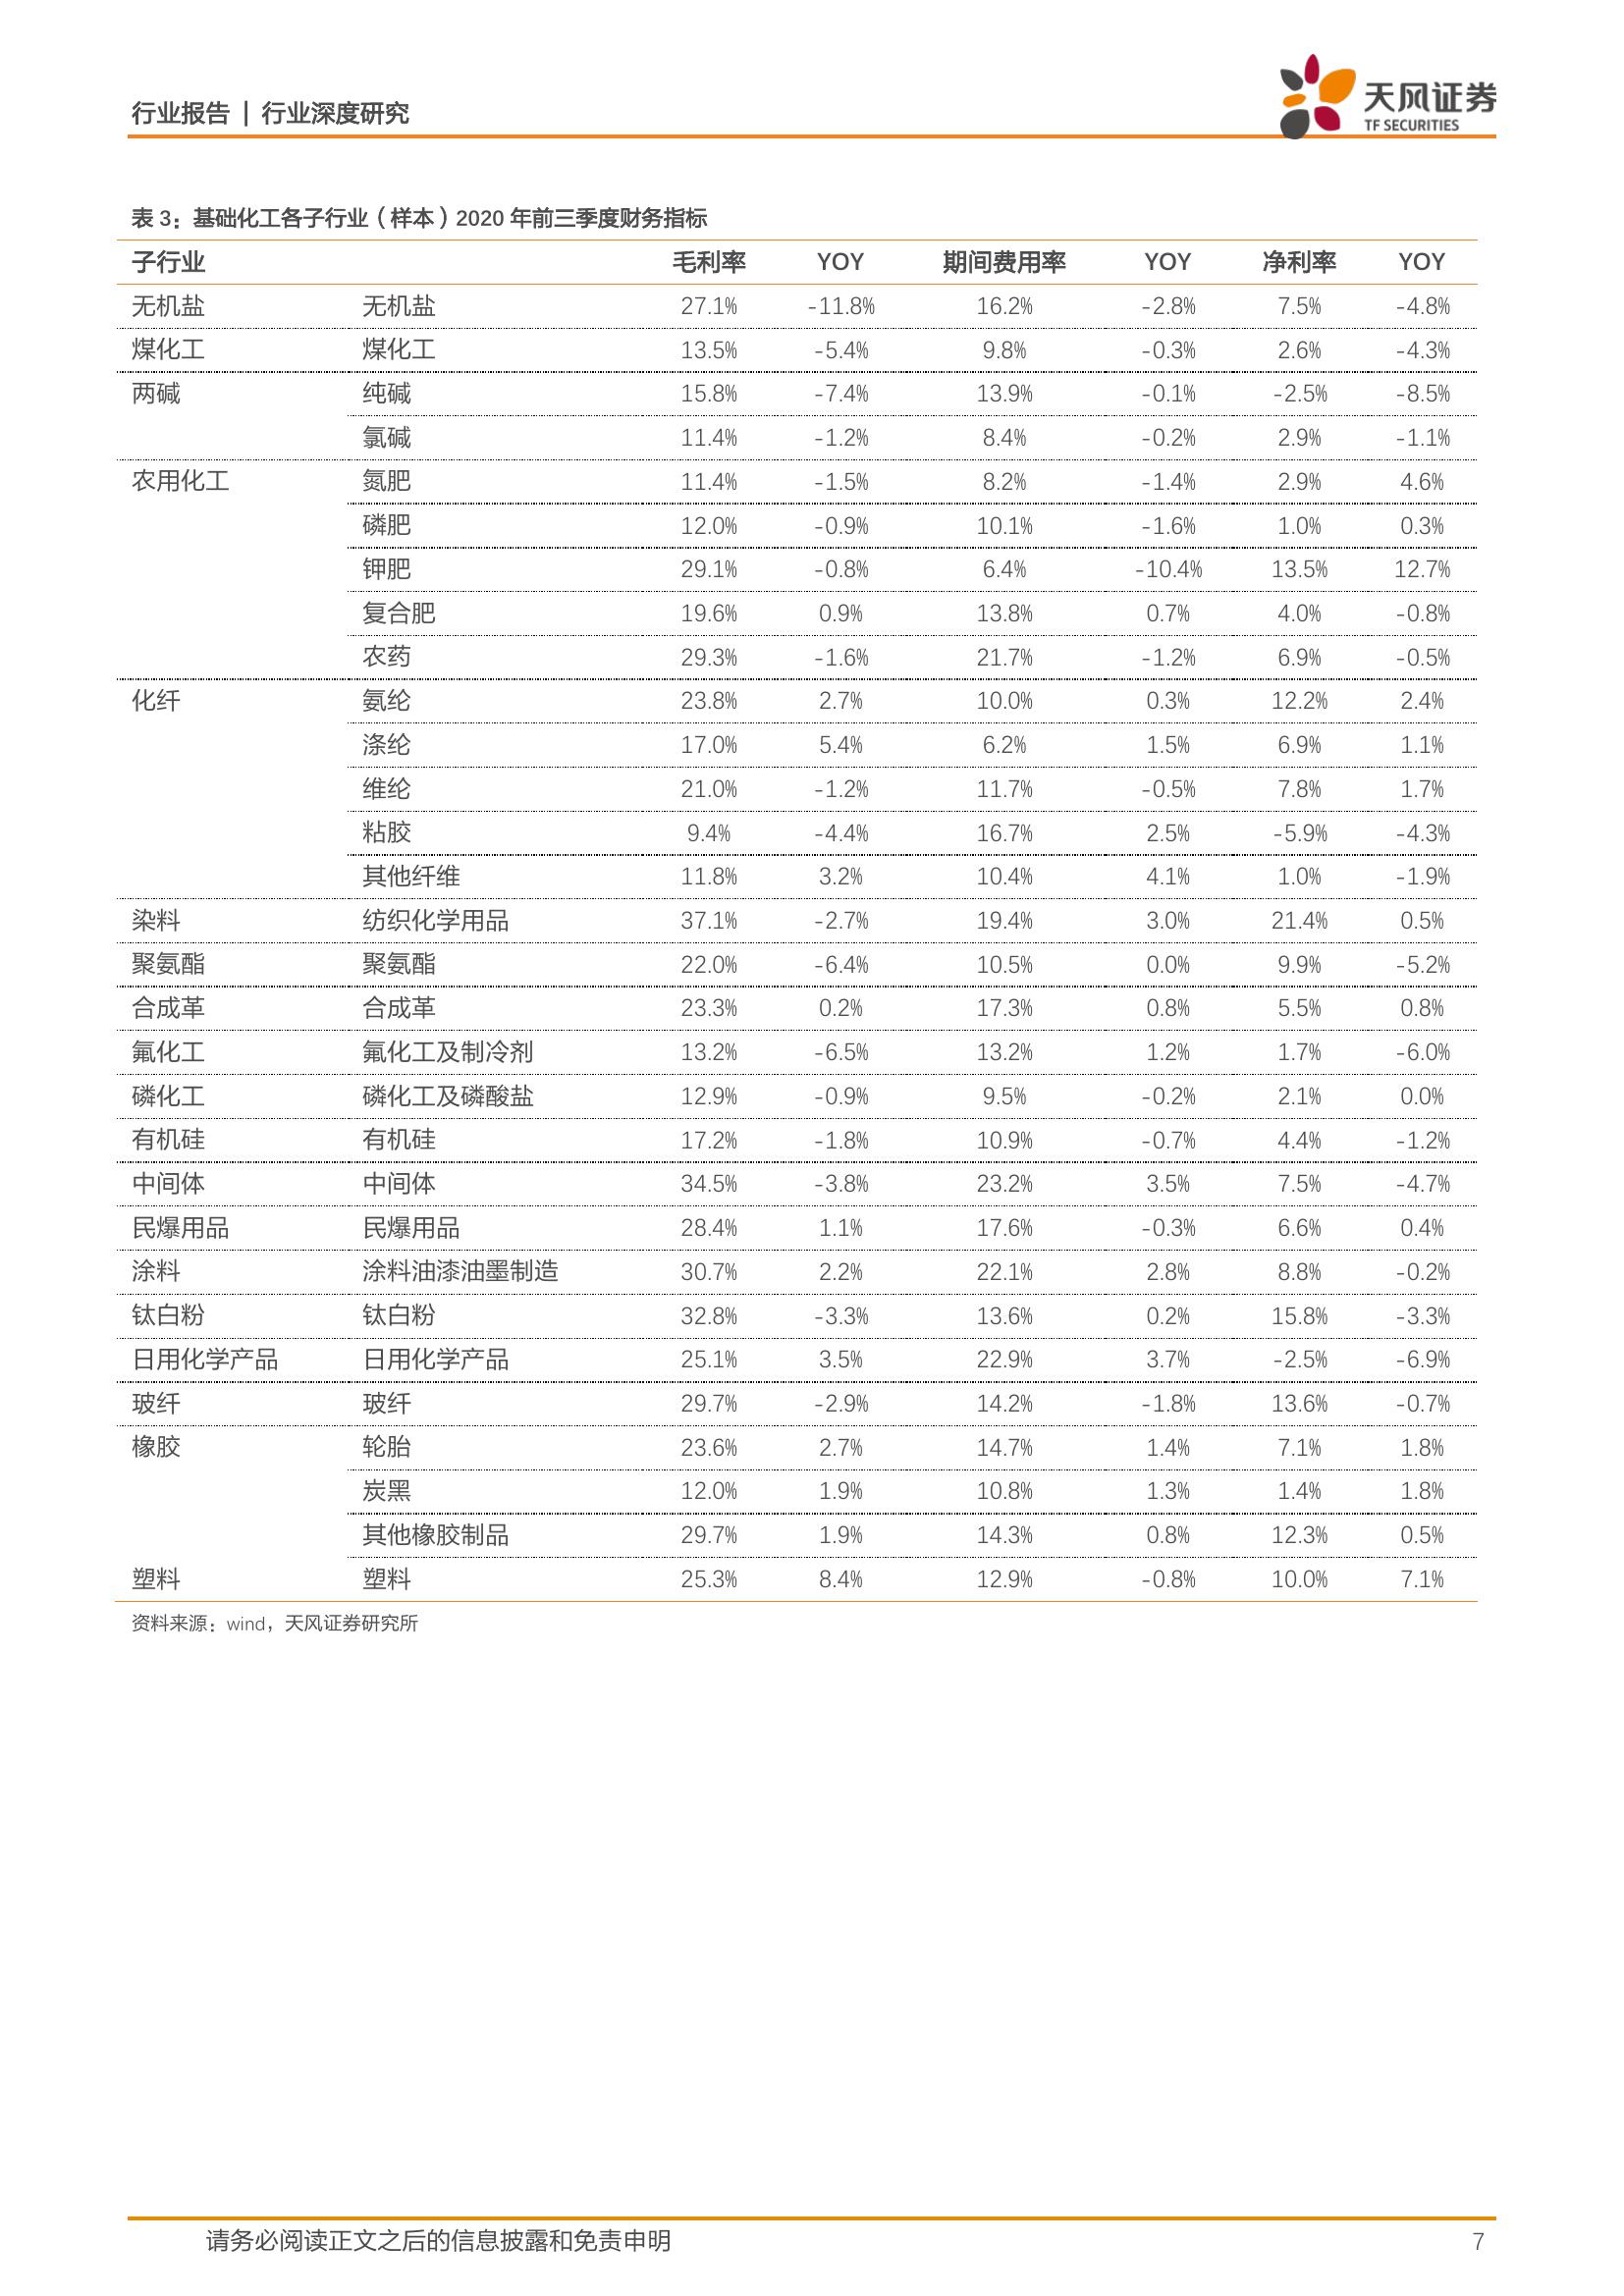 行业报告 | 行业深度研究
天风证券
TF SECURITIES
表 3：基础化工各子行业（样本）2020 年前三季度财务指标
子行业 毛利率 YOY 期间费用率 YOY 净利率 YOY
无机盐 无机盐 27.1% -11.8% 16.2% -2.8% 7.5% -4.8%
煤化工 煤化工 13.5% -5.4% 9.8% -0.3% 2.6% -4.3%
两碱 纯碱 15.8% -7.4% 13.9% -0.1% -2.5% -8.5%
氯碱 11.4% -1.2% 8.4% -0.2% 2.9% -1.1%
农用化工 氮肥 11.4% -1.5% 8.2% -1.4% 2.9% 4.6%
磷肥 12.0% -0.9% 10.1% -1.6% 1.0% 0.3%
钾肥 29.1% -0.8% 6.4% -10.4% 13.5% 12.7%
复合肥 19.6% 0.9% 13.8% 0.7% 4.0% -0.8%
农药 29.3% -1.6% 21.7% -1.2% 6.9% -0.5%
化纤 氨纶 23.8% 2.7% 10.0% 0.3% 12.2% 2.4%
涤纶 17.0% 5.4% 6.2% 1.5% 6.9% 1.1%
维纶 21.0% -1.2% 11.7% -0.5% 7.8% 1.7%
粘胶 9.4% -4.4% 16.7% 2.5% -5.9% -4.3%
其他纤维 11.8% 3.2% 10.4% 4.1% 1.0% -1.9%
染料 纺织化学用品 37.1% -2.7% 19.4% 3.0% 21.4% 0.5%
聚氨酯 聚氨酯 22.0% -6.4% 10.5% 0.0% 9.9% -5.2%
合成革 合成革 23.3% 0.2% 17.3% 0.8% 5.5% 0.8%
氟化工 氟化工及制冷剂 13.2% -6.5% 13.2% 1.2% 1.7% -6.0%
磷化工 磷化工及磷酸盐 12.9% -0.9% 9.5% -0.2% 2.1% 0.0%
有机硅 有机硅 17.2% -1.8% 10.9% -0.7% 4.4% -1.2%
中间体 中间体 34.5% -3.8% 23.2% 3.5% 7.5% -4.7%
民爆用品 民爆用品 28.4% 1.1% 17.6% -0.3% 6.6% 0.4%
涂料 涂料油漆油墨制造 30.7% 2.2% 22.1% 2.8% 8.8% -0.2%
钛白粉 钛白粉 32.8% -3.3% 13.6% 0.2% 15.8% -3.3%
日用化学产品 日用化学产品 25.1% 3.5% 22.9% 3.7% -2.5% -6.9%
玻纤 玻纤 29.7% -2.9% 14.2% -1.8% 13.6% -0.7%
橡胶 轮胎 23.6% 2.7% 14.7% 1.4% 7.1% 1.8%
炭黑 12.0% 1.9% 10.8% 1.3% 1.4% 1.8%
其他橡胶制品 29.7% 1.9% 14.3% 0.8% 12.3% 0.5%
塑料 塑料 25.3% 8.4% 12.9% -0.8% 10.0% 7.1%
资料来源：wind，天风证券研究所
请务必阅读正文之后的信息披露和免责申明 7